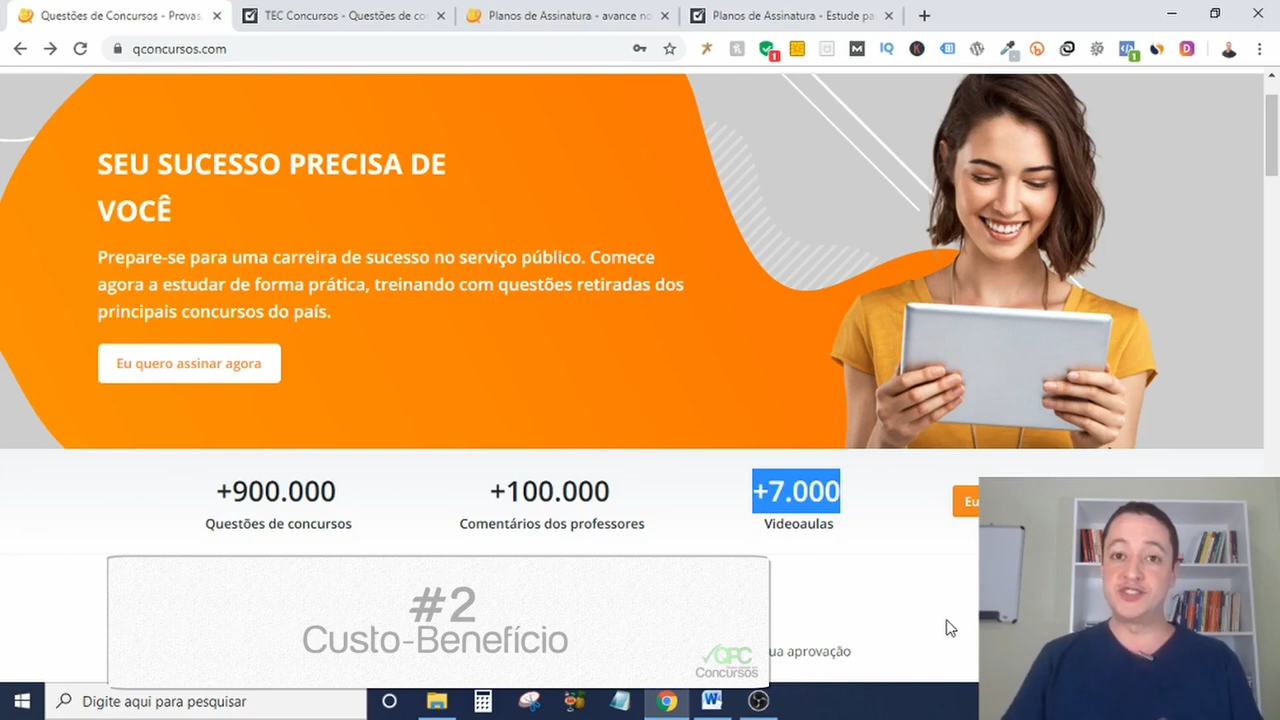 Questões de Concursos - Provas,
TEC Concursos - Questões de co
Planos de Assinatura - avance no
Planos de Assinatura - Estude pa
qconcursos.com
SEU SUCESSO PRECISA DE
VOCÊ
Prepare-se para uma carreira de sucesso no serviço público. Comece
agora a estudar de forma prática, treinando com questões retiradas dos
principais concursos do país.
Eu quero assinar agora
+900.000
Questões de concursos
+100.000
Comentários dos professores
+7.000
Videoaulas
Eu
#2
Custo-Benefício
QPC
Concursos
ua aprovação
Digite aqui para pesquisar